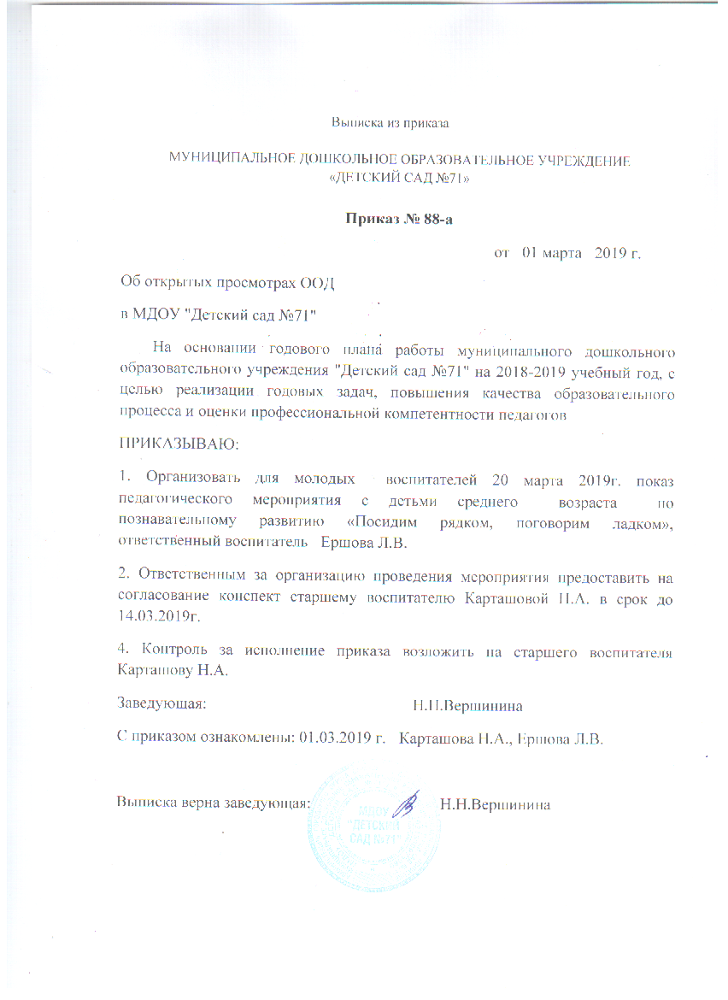 Выписка из приказа
МУНИЦИПАЛЬНОЕ ДОШКОЛЬНОЕ ОБРАЗОВАТЕЛЬНОЕ УЧРЕЖДЕНИЕ
«ДЕТСКИЙ САД №71»
Приказ № 88-а
от 01 марта 2019 г.
Об открытых просмотрах ООД
в МДОУ "Детский сад №71"
На основании годового плана работы муниципального дошкольного
образовательного учреждения "Детский сад №71" на 2018-2019 учебный год, с
целью реализации годовых задач, повышения качества образовательного
процесса и оценки профессиональной компетентности педагогов
ПРИКАЗЫВАЮ:
1. Организовать для молодых воспитателей 20 марта 2019г. показ
педагогического мероприятия с детьми среднего возраста по
познавательному развитию «Посидим рядком, поговорим ладком»,
ответственный воспитатель Ершова Л.В.
2. Ответственным за организацию проведения мероприятия предоставить на
согласование конспект старшему воспитателю Карташовой Н.А. в срок до
14.03.2019г.
4. Контроль за исполнение приказа возложить на старшего воспитателя
Карташову Н.А.
Заведующая: Н.Н.Вершинина
С приказом ознакомлены: 01.03.2019 г. Карташова Н.А., Ершова Л.В.
Выписка верна заведующая: Н.Н.Вершинина
МДОУ
"ДЕТСКИЙ
САД №71"